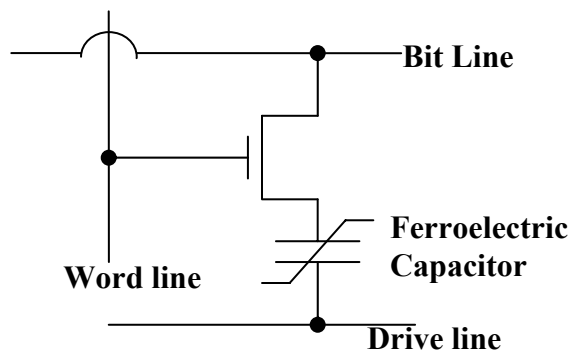 Bit Line
Ferroelectric
Capacitor
Word line
Drive line